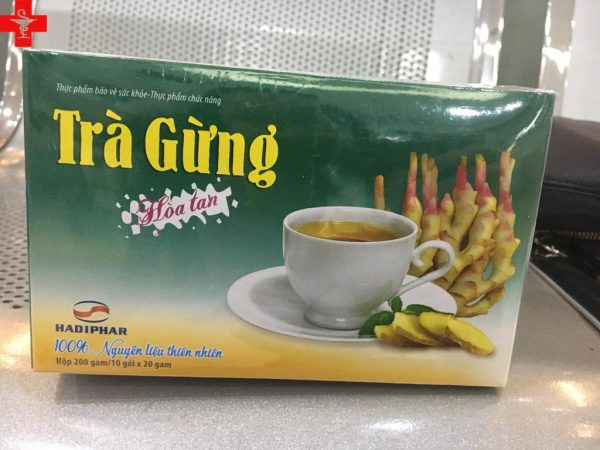 Thực phẩm bảo vệ sức khỏe-Thực phẩm chức năng
Trà Gừng
Hòa tan
HADIPHAR
100% Nguyên liệu thiên nhiên
Hộp 200 gam/10 gói x 20 gam